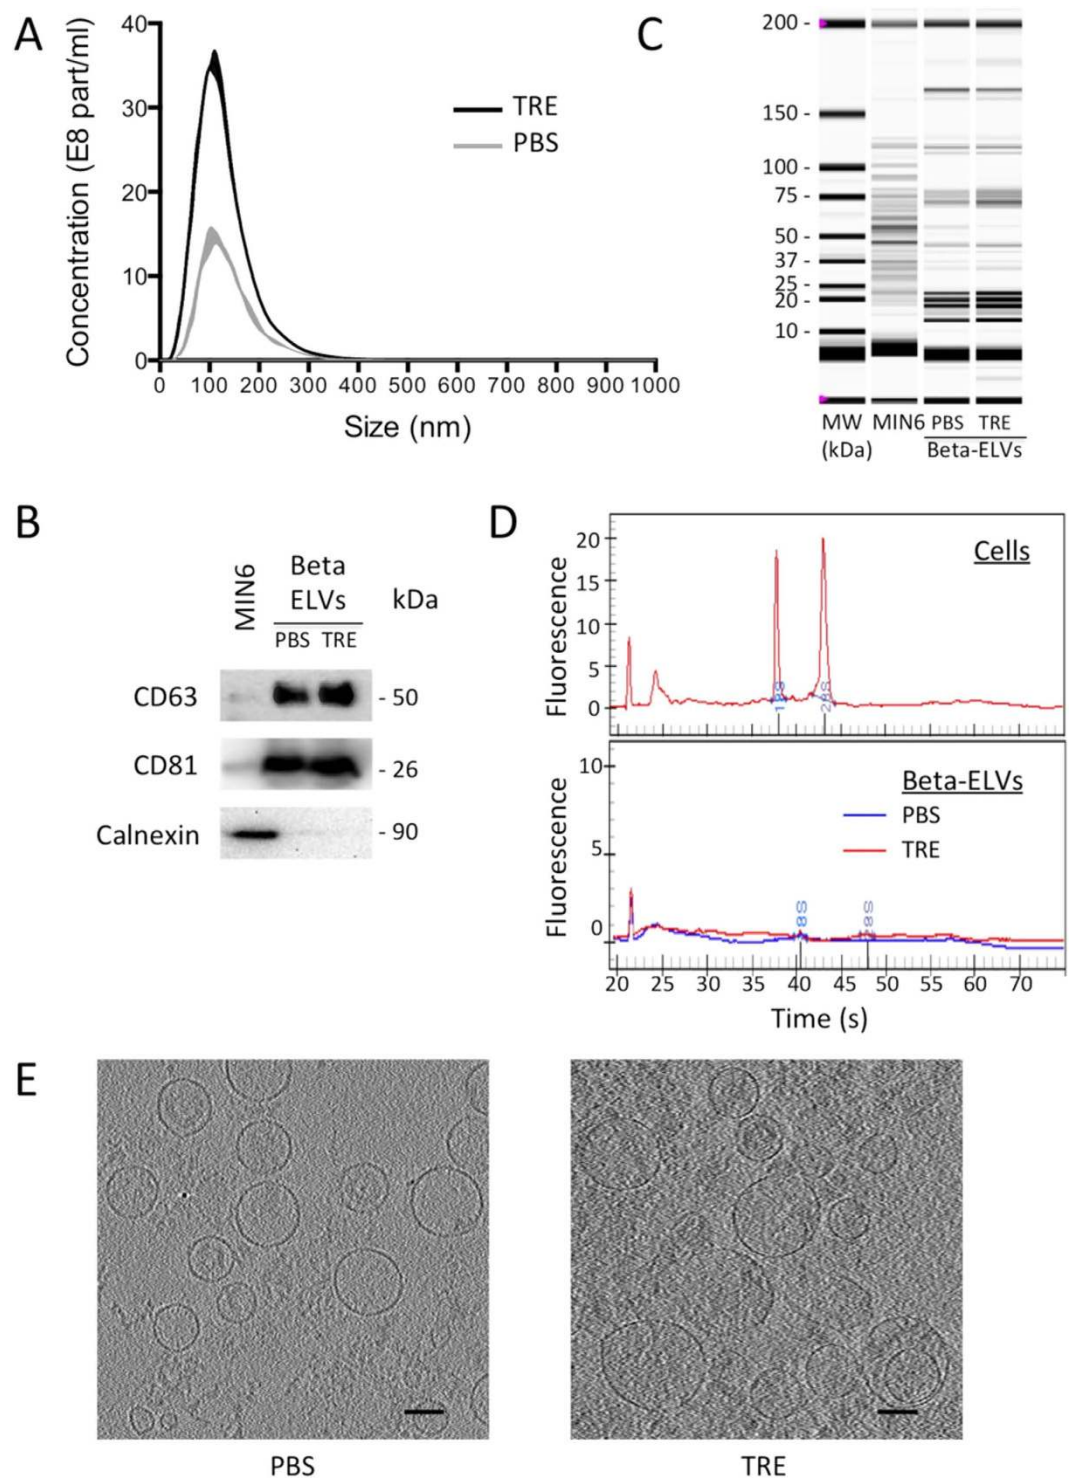 A
Concentration (E8 part/ml)
40
30
20
10
0
0 100 200 300 400 500 600 700 800 900 1000
Size (nm)
TRE
PBS
C
200 -
150 -
100 -
75 -
50 -
37 -
25 -
20 -
10 -
MW MIN6 PBS TRE
(kDa) Beta-ELVs
B
MIN6
Beta
ELVs
kDa
PBS TRE
CD63 - 50
CD81 - 26
Calnexin - 90
D
Fluorescence
20
15
10
5
0
Cells
18S 28S
Fluorescence
10
5
0
Beta-ELVs
PBS
TRE
20 25 30 35 40 45 50 55 60 65 70
Time (s)
E
PBS TRE